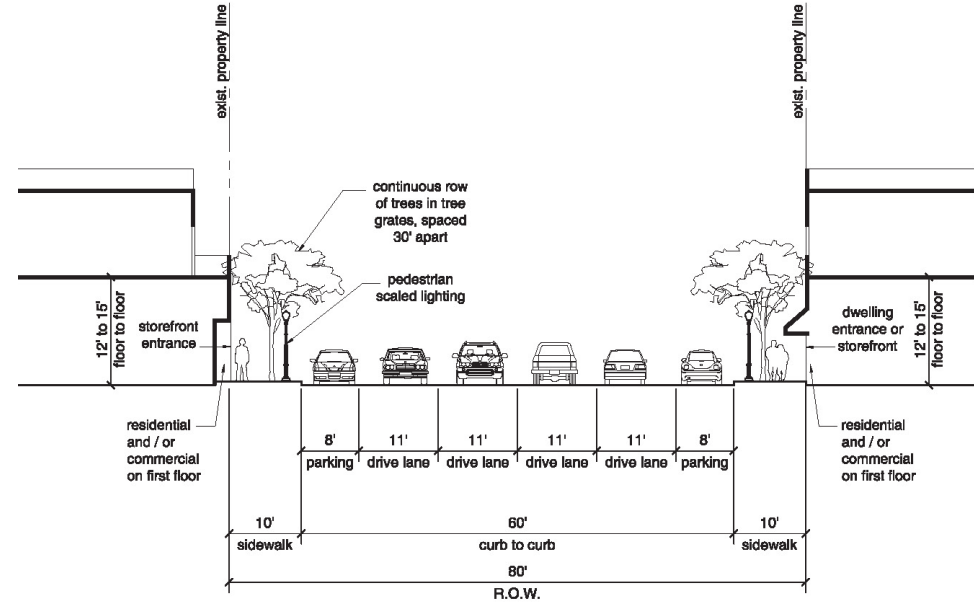 exist. property line
exist. property line
continuous row
of trees in tree
grates, spaced
30' apart
pedestrian
scaled lighting
12' to 15'
floor to floor
storefront
entrance
dwelling
entrance or
storefront
12' to 15'
floor to floor
residential
and / or
commercial
on first floor
8'
parking
11'
drive lane
11'
drive lane
11'
drive lane
11'
drive lane
8'
parking
residential
and / or
commercial
on first floor
10'
sidewalk
60'
curb to curb
10'
sidewalk
80'
R.O.W.